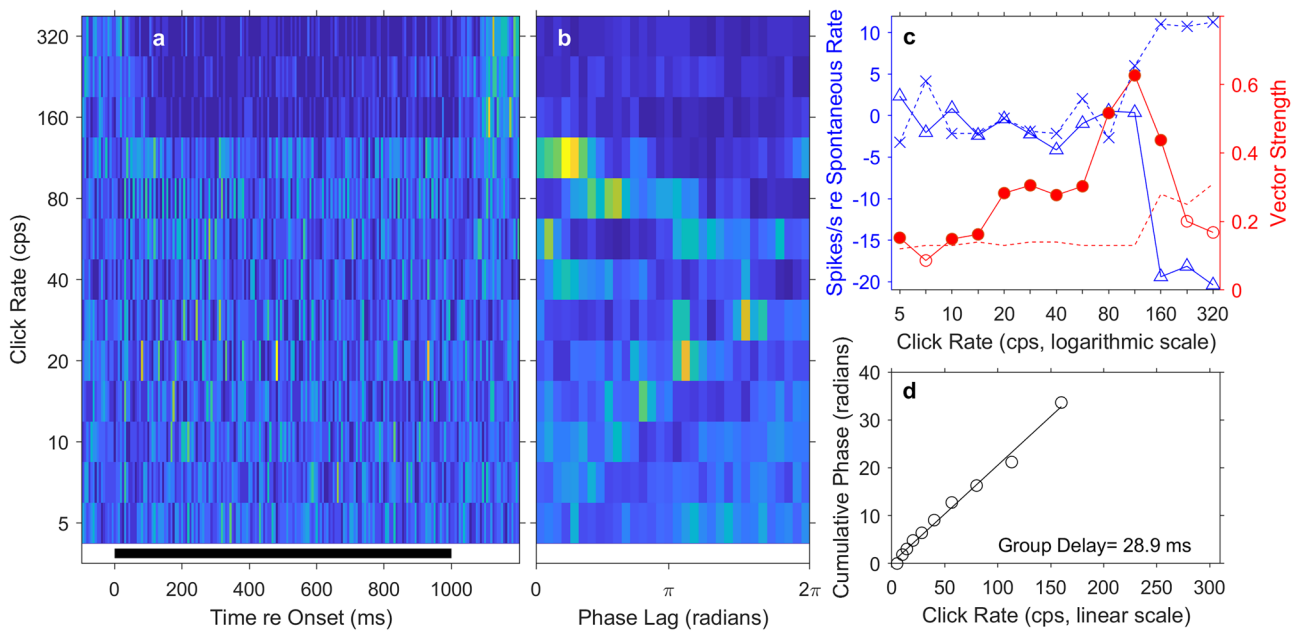 a
320
160
80
40
20
10
5
Click Rate (cps)
0 200 400 600 800 1000
Time re Onset (ms)
b
0 π 2π
Phase Lag (radians)
c
10
5
0
-5
-10
-15
-20
Spikes/s re Spontaneous Rate
0.6
0.4
0.2
0
Vector Strength
5 10 20 40 80 160 320
Click Rate (cps, logarithmic scale)
d
40
30
20
10
0
Cumulative Phase (radians)
Group Delay= 28.9 ms
0 50 100 150 200 250 300
Click Rate (cps, linear scale)